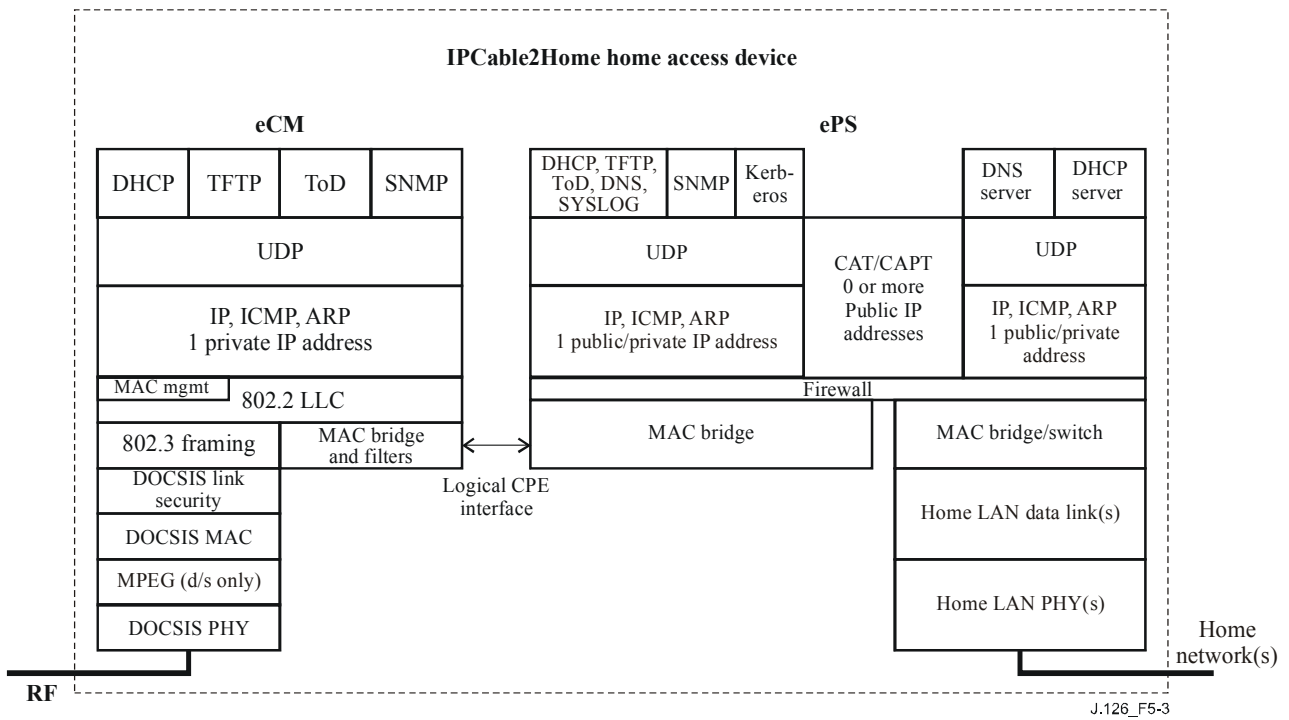 IPCable2Home home access device
eCM
ePS
DHCP
TFTP
ToD
SNMP
DHCP, TFTP,
ToD, DNS,
SYSLOG
SNMP
Kerb-
eros
DNS
server
DHCP
server
UDP
UDP
CAT/CAPT
0 or more
Public IP
addresses
UDP
IP, ICMP, ARP
1 private IP address
IP, ICMP, ARP
1 public/private IP address
IP, ICMP, ARP
1 public/private
address
MAC mgmt
802.2 LLC
Firewall
802.3 framing
MAC bridge
and filters
MAC bridge
MAC bridge/switch
Logical CPE
interface
DOCSIS link
security
Home LAN data link(s)
DOCSIS MAC
MPEG (d/s only)
Home LAN PHY(s)
DOCSIS PHY
Home
network(s)
RF
J.126_F5-3